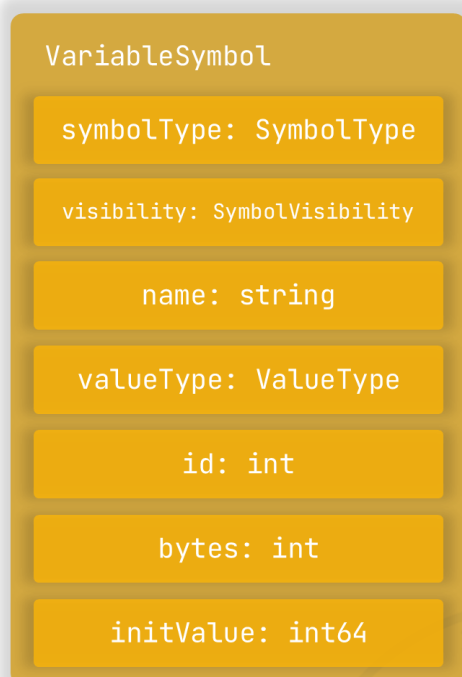 VariableSymbol
symbolType: SymbolType
visibility: SymbolVisibility
name: string
valueType: ValueType
id: int
bytes: int
initValue: int64